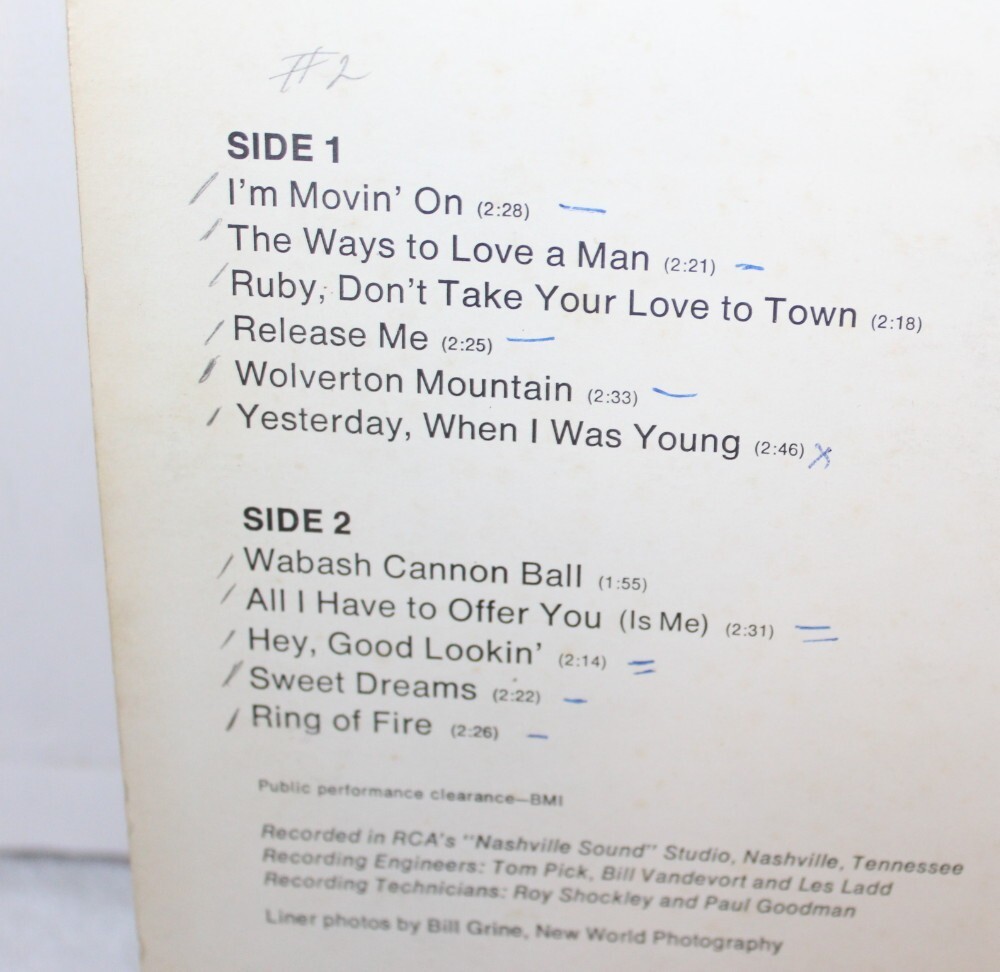 #2
SIDE 1
I'm Movin' On (2:28)
The Ways to Love a Man (2:21)
Ruby, Don't Take Your Love to Town (2:18)
Release Me (2:25)
Wolverton Mountain (2:33)
Yesterday, When I Was Young (2:46) X
SIDE 2
Wabash Cannon Ball (1:55)
All I Have to Offer You (Is Me) (2:31)
Hey, Good Lookin' (2:14)
Sweet Dreams (2:22)
Ring of Fire (2:26)
Public performance clearance—BMI
Recorded in RCA's "Nashville Sound" Studio, Nashville, Tennessee
Recording Engineers: Tom Pick, Bill Vandevort and Les Ladd
Recording Technicians: Roy Shockley and Paul Goodman
Liner photos by Bill Grine, New World Photography